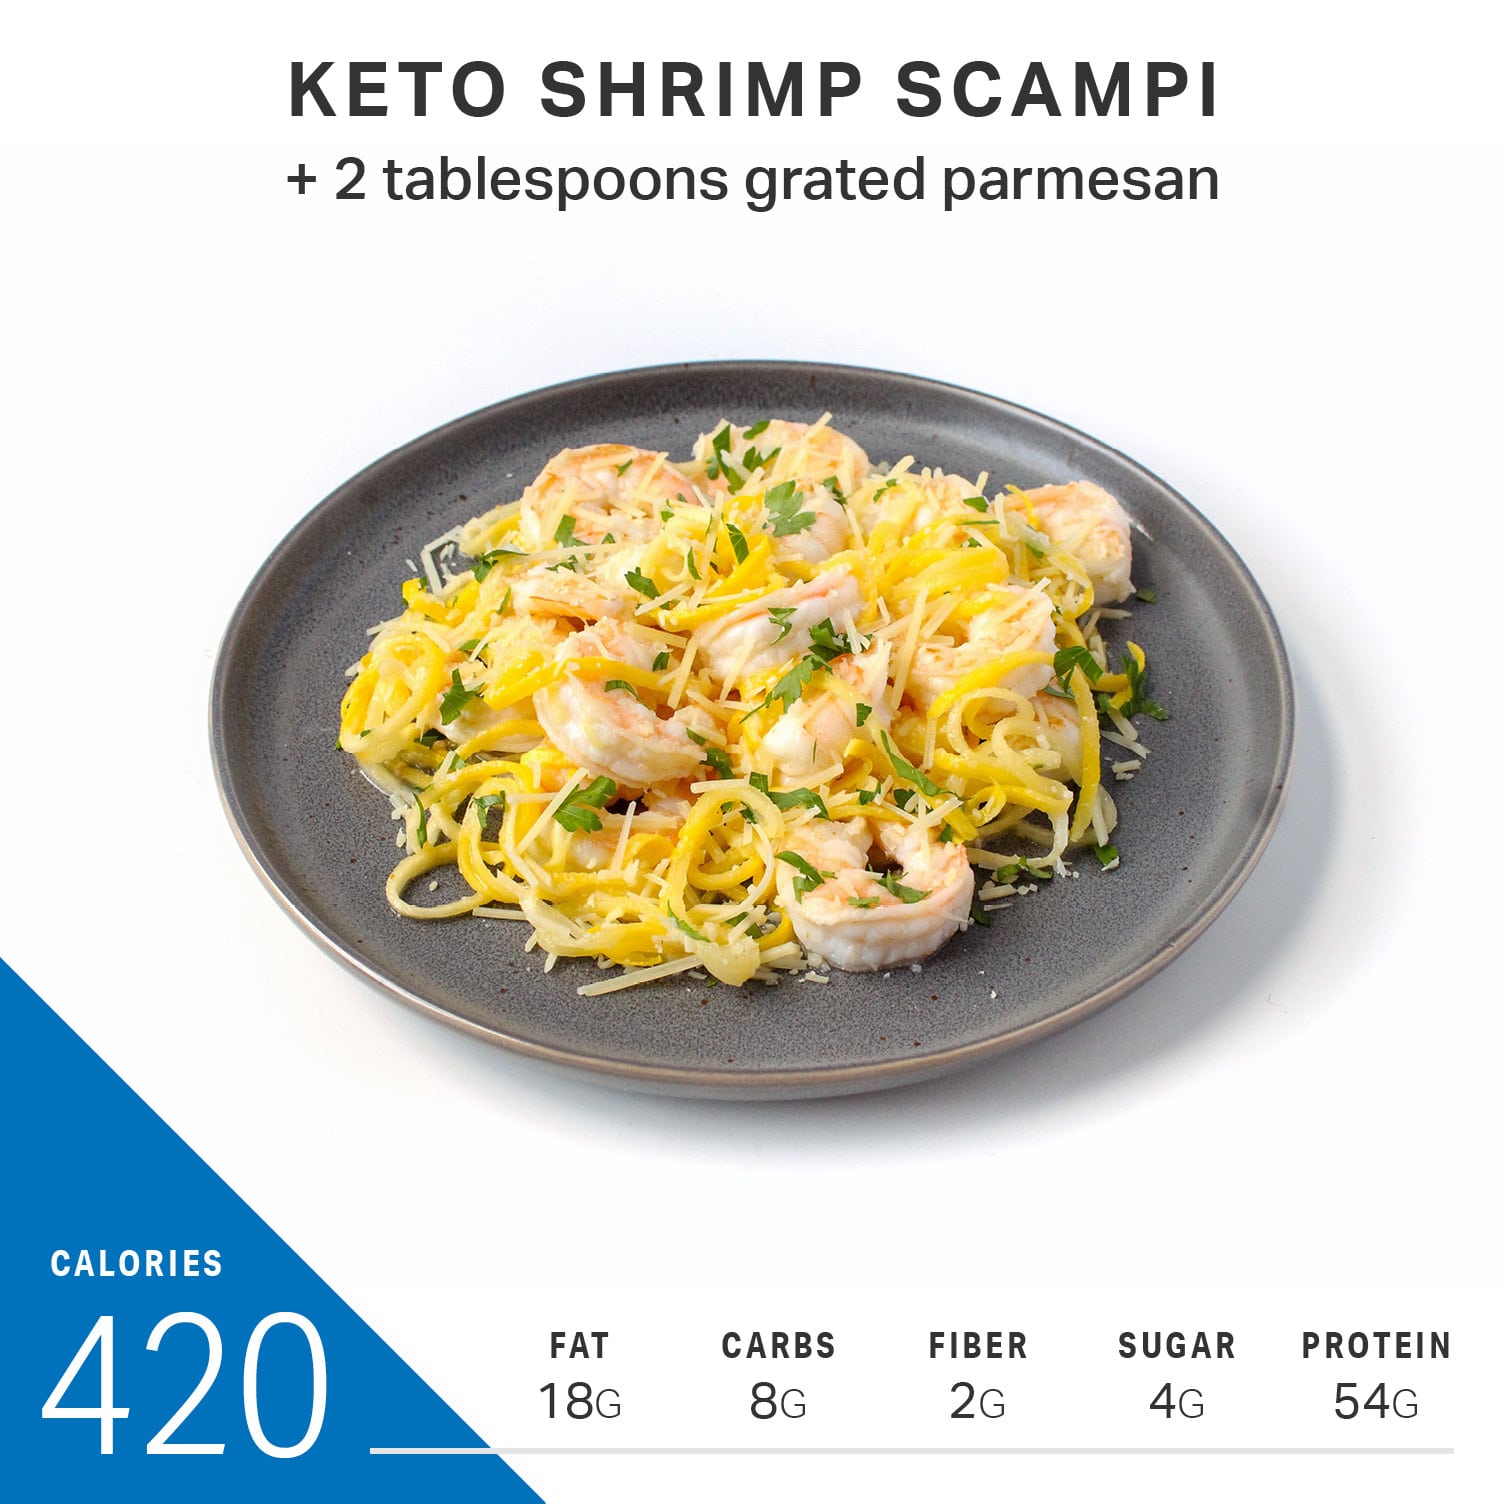 KETO SHRIMP SCAMPI
+ 2 tablespoons grated parmesan
CALORIES
420
FAT CARBS FIBER SUGAR PROTEIN
18G 8G 2G 4G 54G